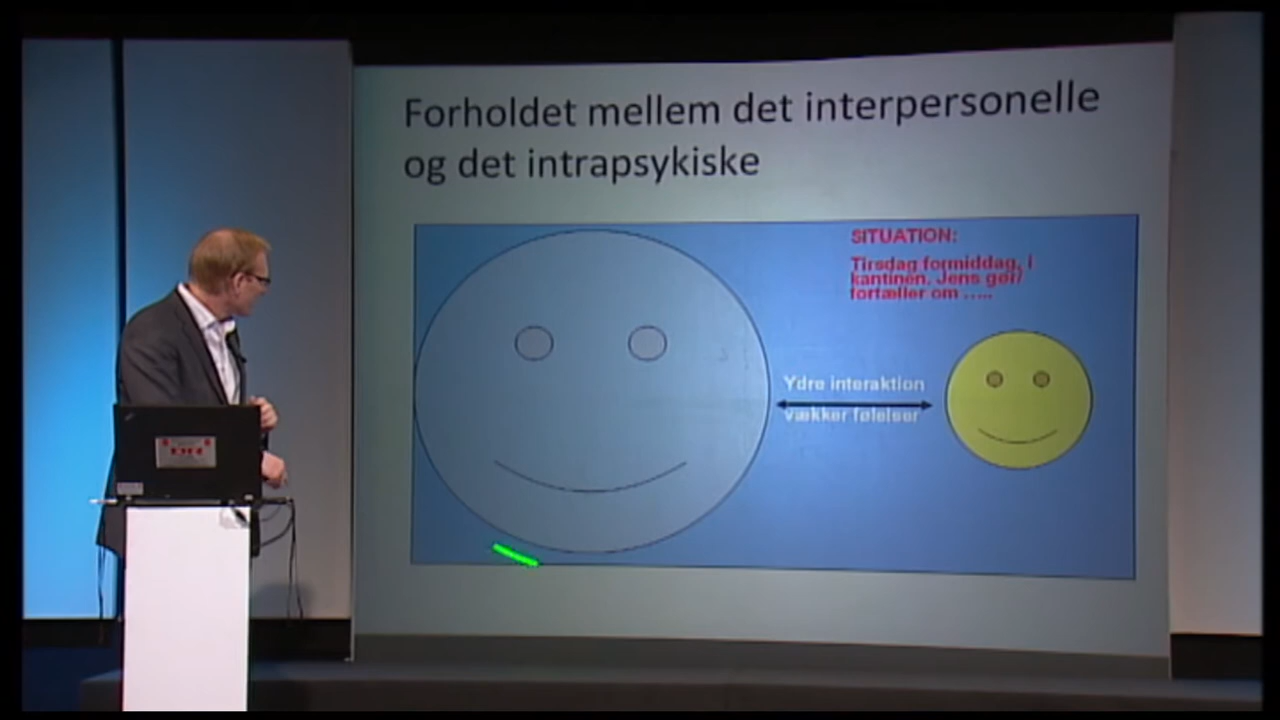 Forholdet mellem det interpersonelle
og det intrapsykiske
SITUATION:
Tirsdag formiddag, i
kantinen. Jens gør/
fortæller om .....
Ydre interaktion
vækker følelser
DR